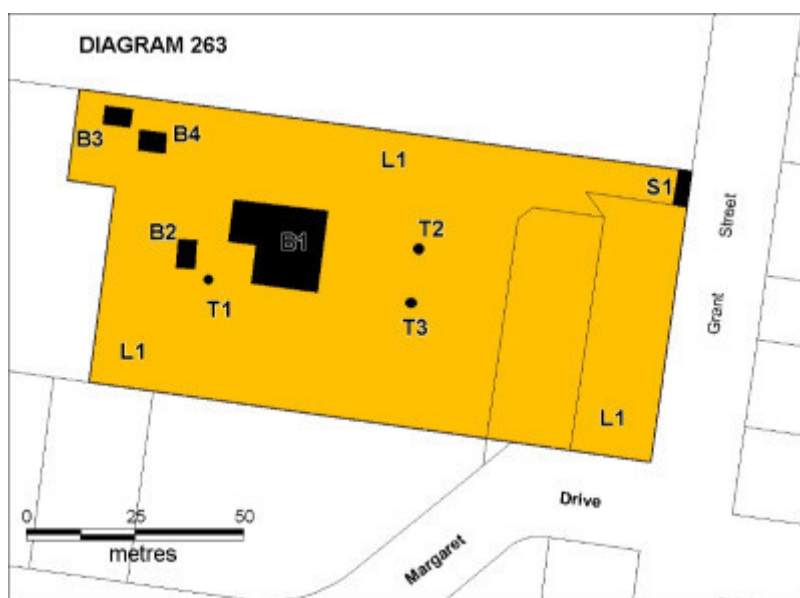 DIAGRAM 263
B3
B4
L1
S1
B2
B1
T2
T1
T3
L1
L1
Street
Grant
Margaret
Drive
0 25 50
metres